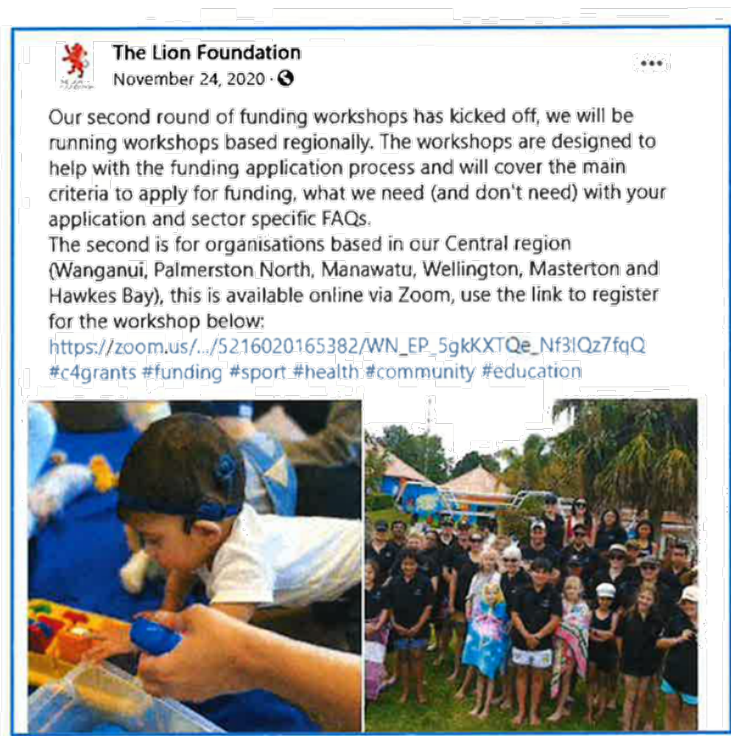 The Lion Foundation
November 24, 2020 ·
Our second round of funding workshops has kicked off, we will be
running workshops based regionally. The workshops are designed to
help with the funding application process and will cover the main
criteria to apply for funding, what we need (and don't need) with your
application and sector specific FAQs.
The second is for organisations based in our Central region
(Wanganui, Palmerston North, Manawatu, Wellington, Masterton and
Hawkes Bay), this is available online via Zoom, use the link to register
for the workshop below:
https://zoom.us/.../5216020165382/WN_EP_5gkKXTQe_Nf3lQz7fqQ
#c4grants #funding #sport #health #community #education